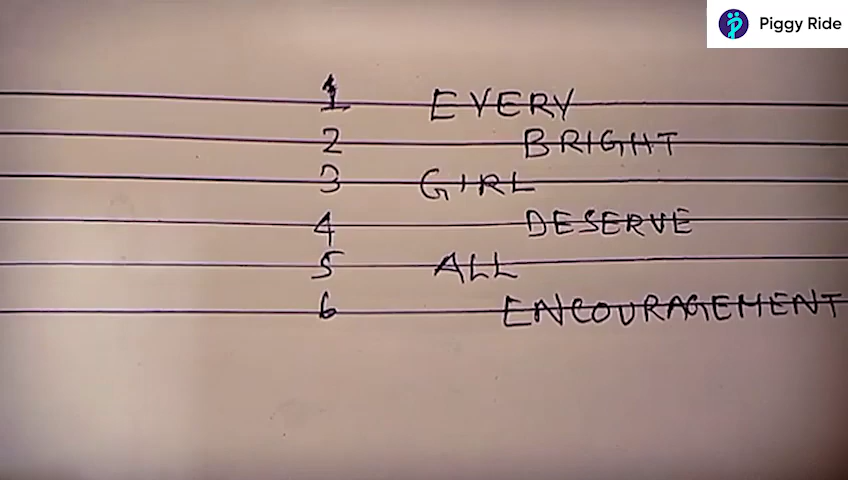 Piggy Ride
1 EVERY
2 BRIGHT
3 GIRL
4 DESERVE
5 ALL
6 ENCOURAGEMENT